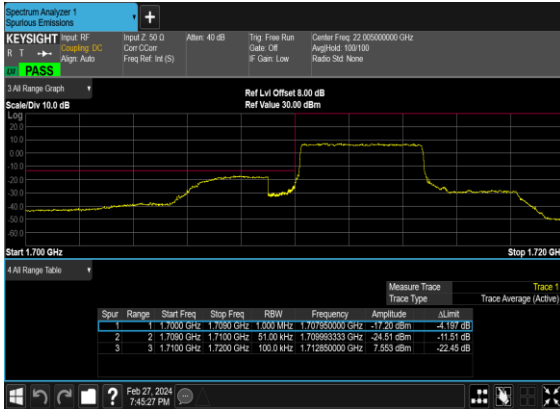 Spectrum Analyzer 1
Spurious Emissions
KEYSIGHT Input: RF Input Z: 50 Ω Atten: 40 dB Trig: Free Run Center Freq: 22.005000000 GHz
R T Coupling: DC Corr CCorr Gate: Off Avg|Hold: 100/100
Align: Auto Freq Ref: Int (S) IF Gain: Low Radio Std: None
PASS
3 All Range Graph
Ref Lvl Offset 8.00 dB
Scale/Div 10.0 dB Ref Value 30.00 dBm
Log
20.0
10.0
0.00
-10.0
-20.0
-30.0
-40.0
-50.0
-60.0
Start 1.700 GHz Stop 1.720 GH
4 All Range Table
Measure Trace Trace 1
Trace Type Trace Average (Active)
Spur Range Start Freq Stop Freq RBW Frequency Amplitude ΔLimit
1 1 1.7000 GHz 1.7090 GHz 1.000 MHz 1.707950000 GHz -17.20 dBm -4.197 dB
2 2 1.7090 GHz 1.7100 GHz 51.00 kHz 1.709993333 GHz -24.51 dBm -11.51 dB
3 3 1.7100 GHz 1.7200 GHz 100.0 kHz 1.712850000 GHz 7.553 dBm -22.45 dB
? Feb 27, 2024
7:45:27 PM